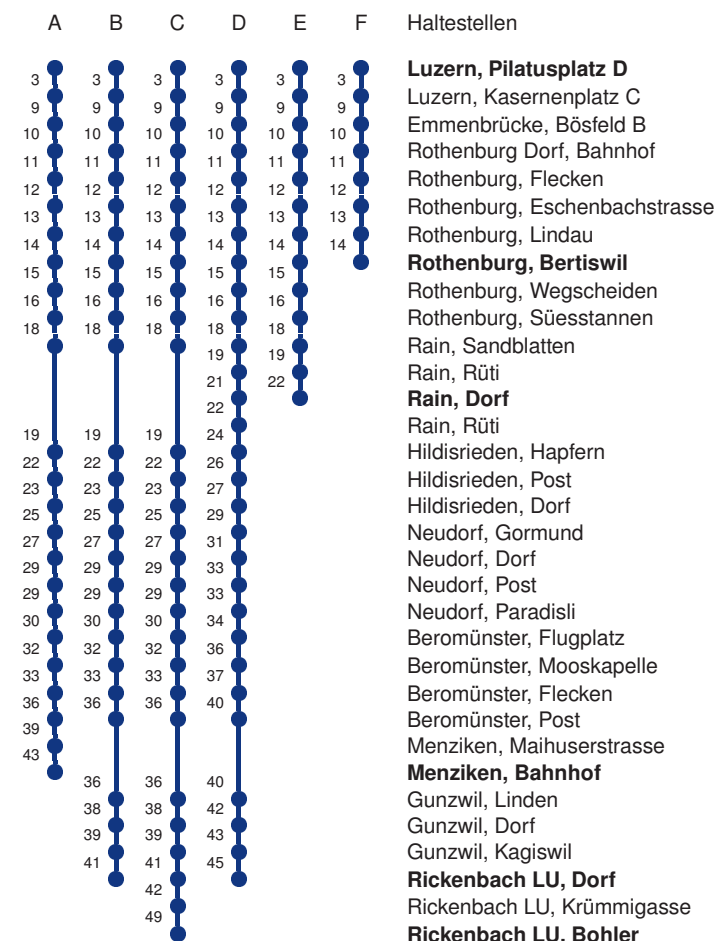 A B C D E F Haltestellen
Luzern, Pilatusplatz D
3 3 3 3 3 3
Luzern, Kasernenplatz C
9 9 9 9 9 9
Emmenbrücke, Bösfeld B
10 10 10 10 10 10
Rothenburg Dorf, Bahnhof
11 11 11 11 11 11
Rothenburg, Flecken
12 12 12 12 12 12
Rothenburg, Eschenbachstrasse
13 13 13 13 13 13
Rothenburg, Lindau
14 14 14 14 14 14
Rothenburg, Bertiswil
15 15 15 15 15
Rothenburg, Wegscheiden
16 16 16 16 16
Rothenburg, Süesstannen
18 18 18 18 18
Rain, Sandblatten
19 19
Rain, Rüti
21 22
Rain, Dorf
22
Rain, Rüti
19 19 19 24
Hildisrieden, Hapfern
22 22 22 26
Hildisrieden, Post
23 23 23 27
Hildisrieden, Dorf
25 25 25 29
Neudorf, Gormund
27 27 27 31
Neudorf, Dorf
29 29 29 33
Neudorf, Post
29 29 29 33
Neudorf, Paradisli
30 30 30 34
Beromünster, Flugplatz
32 32 32 36
Beromünster, Mooskapelle
33 33 33 37
Beromünster, Flecken
36 36 36 40
Beromünster, Post
39
Menziken, Maihuserstrasse
43
Menziken, Bahnhof
36 36 40
Gunzwil, Linden
38 38 42
Gunzwil, Dorf
39 39 43
Gunzwil, Kagiswil
41 41 45
Rickenbach LU, Dorf
42
Rickenbach LU, Krümmigasse
49
Rickenbach LU, Bohler